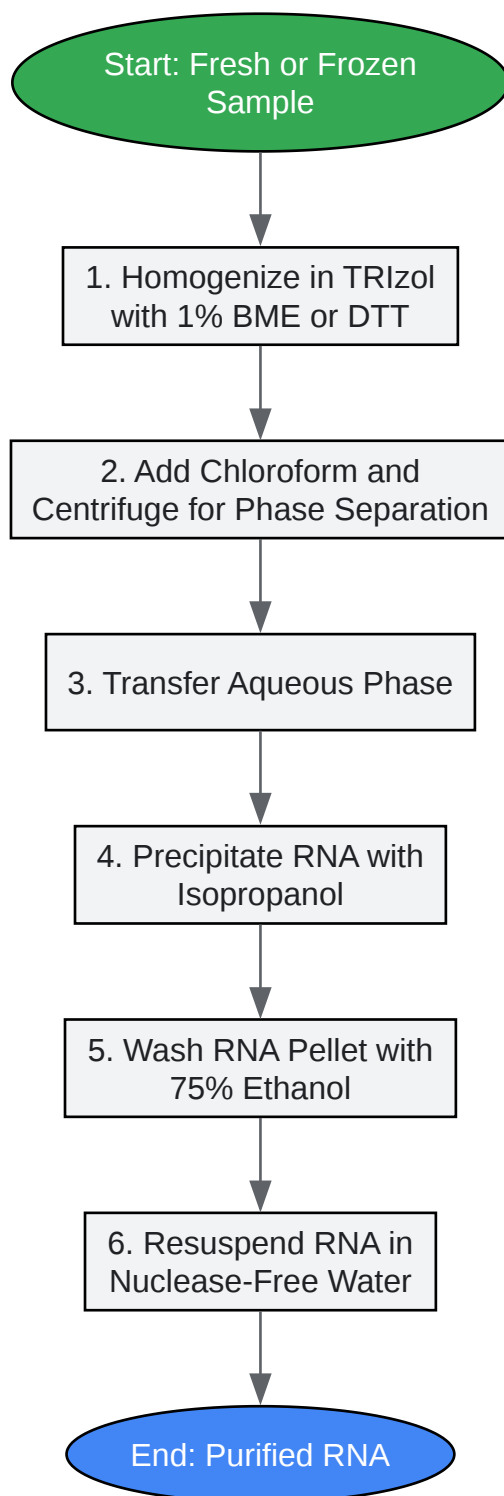 Start: Fresh or Frozen
Sample
1. Homogenize in TRIzol
with 1% BME or DTT
2. Add Chloroform and
Centrifuge for Phase Separation
3. Transfer Aqueous Phase
4. Precipitate RNA with
Isopropanol
5. Wash RNA Pellet with
75% Ethanol
6. Resuspend RNA in
Nuclease-Free Water
End: Purified RNA